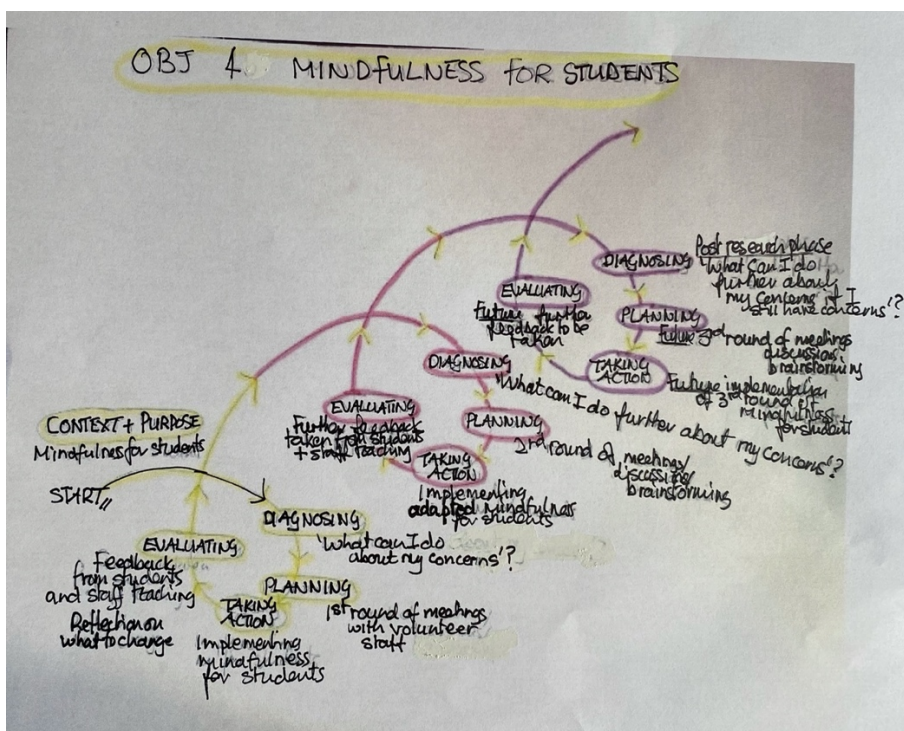 OBJ 4 MINDFULNESS FOR STUDENTS
CONTEXT + PURPOSE
Mindfulness for students
START
DIAGNOSING
'What can I do
about my concerns'?
PLANNING
1st round of meetings
with volunteer
staff
TAKING
ACTION
Implementing
mindfulness
for students
EVALUATING
Feedback
from students
and staff teaching
Reflection on
what to change
DIAGNOSING
'What can I do further about my concerns'?
PLANNING
2nd round of meetings/
discussion/
brainstorming
TAKING
ACTION
Implementing
adapted mindfulness
for students
EVALUATING
Further feedback
taken from students
+ staff teaching
DIAGNOSING
Post research phase
'What can I do
further about
my concerns if I
still have concerns'?
PLANNING
Future 3rd round of meetings
discussion
brainstorming
TAKING
ACTION
Future implementation
of 3rd round of
mindfulness
for student
EVALUATING
Future further
feedback to be
taken